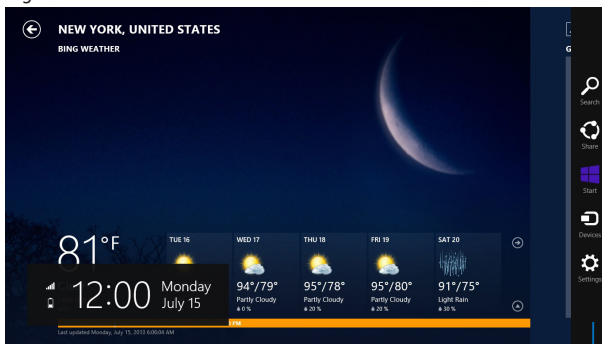 NEW YORK, UNITED STATES
BING WEATHER
G
Search
Share
Start
Devices
Settings
81°F
TUE 16
WED 17
THU 18
FRI 19
SAT 20
94°/79°
95°/78°
95°/80°
91°/75°
Partly Cloudy
Partly Cloudy
Partly Cloudy
Light Rain
0 %
20 %
20 %
30 %
12:00
Monday
July 15
PM
Last updated Monday, July 15, 2013 6:06:04 AM